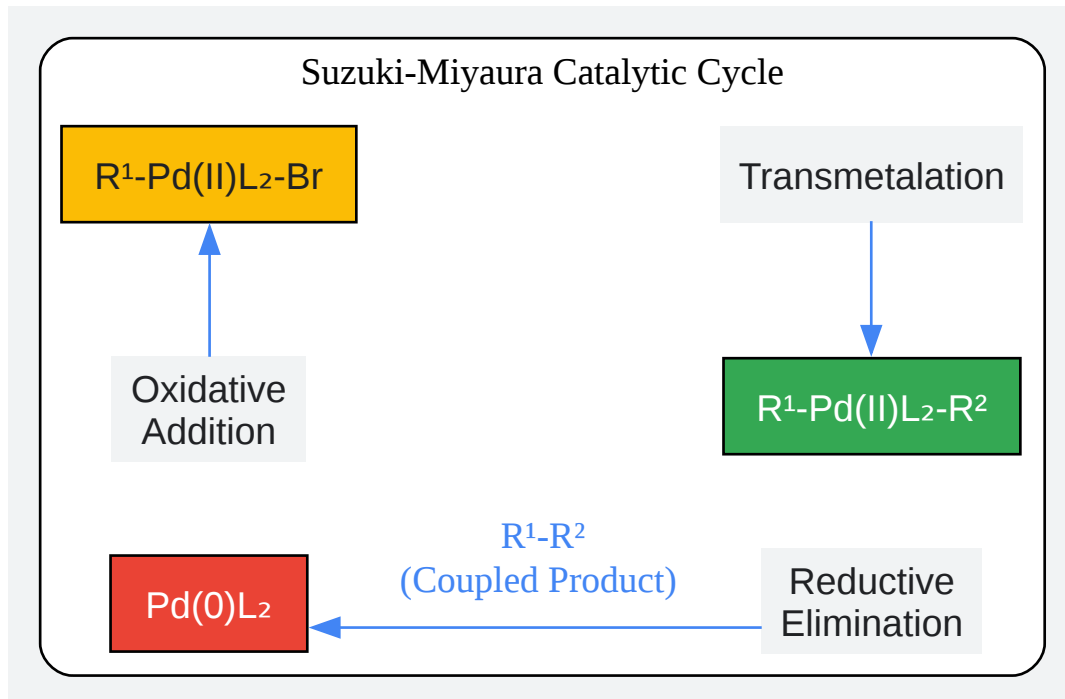 Suzuki-Miyaura Catalytic Cycle
R¹-Pd(II)L₂-Br
Transmetalation
Oxidative
Addition
R¹-Pd(II)L₂-R²
R¹-R²
(Coupled Product)
Pd(0)L₂
Reductive
Elimination